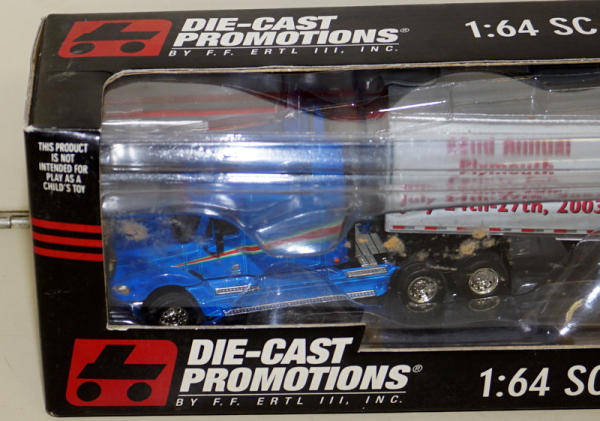 DIE-CAST
PROMOTIONS®
BY F.F. ERTL III, INC.
1:64 SC
THIS PRODUCT
IS NOT
INTENDED FOR
PLAY AS A
CHILD'S TOY
Annual
Plymouth
July 24th-27th, 2003
DIE-CAST
PROMOTIONS®
BY F.F. ERTL III, INC.
1:64 SC